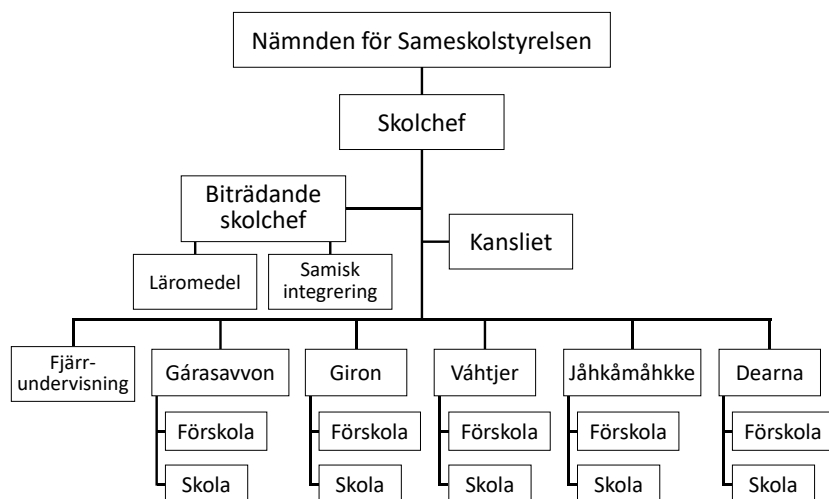 Nämnden för Sameskolstyrelsen
Skolchef
Biträdande
skolchef
Kansliet
Läromedel
Samisk
integrering
Fjärr-
undervisning
Gárasavvon
Giron
Váhtjer
Jåhkåmåhkke
Dearna
Förskola
Förskola
Förskola
Förskola
Förskola
Skola
Skola
Skola
Skola
Skola